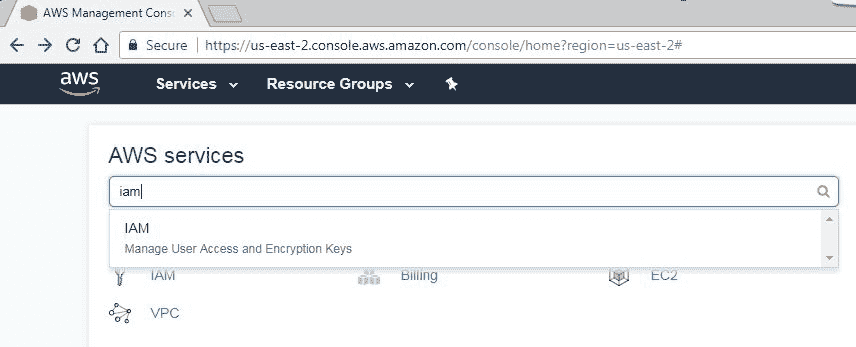 AWS Management Conso
Secure https://us-east-2.console.aws.amazon.com/console/home?region=us-east-2#
aws Services Resource Groups
AWS services
iam
IAM
Manage User Access and Encryption Keys
IAM Billing EC2
VPC